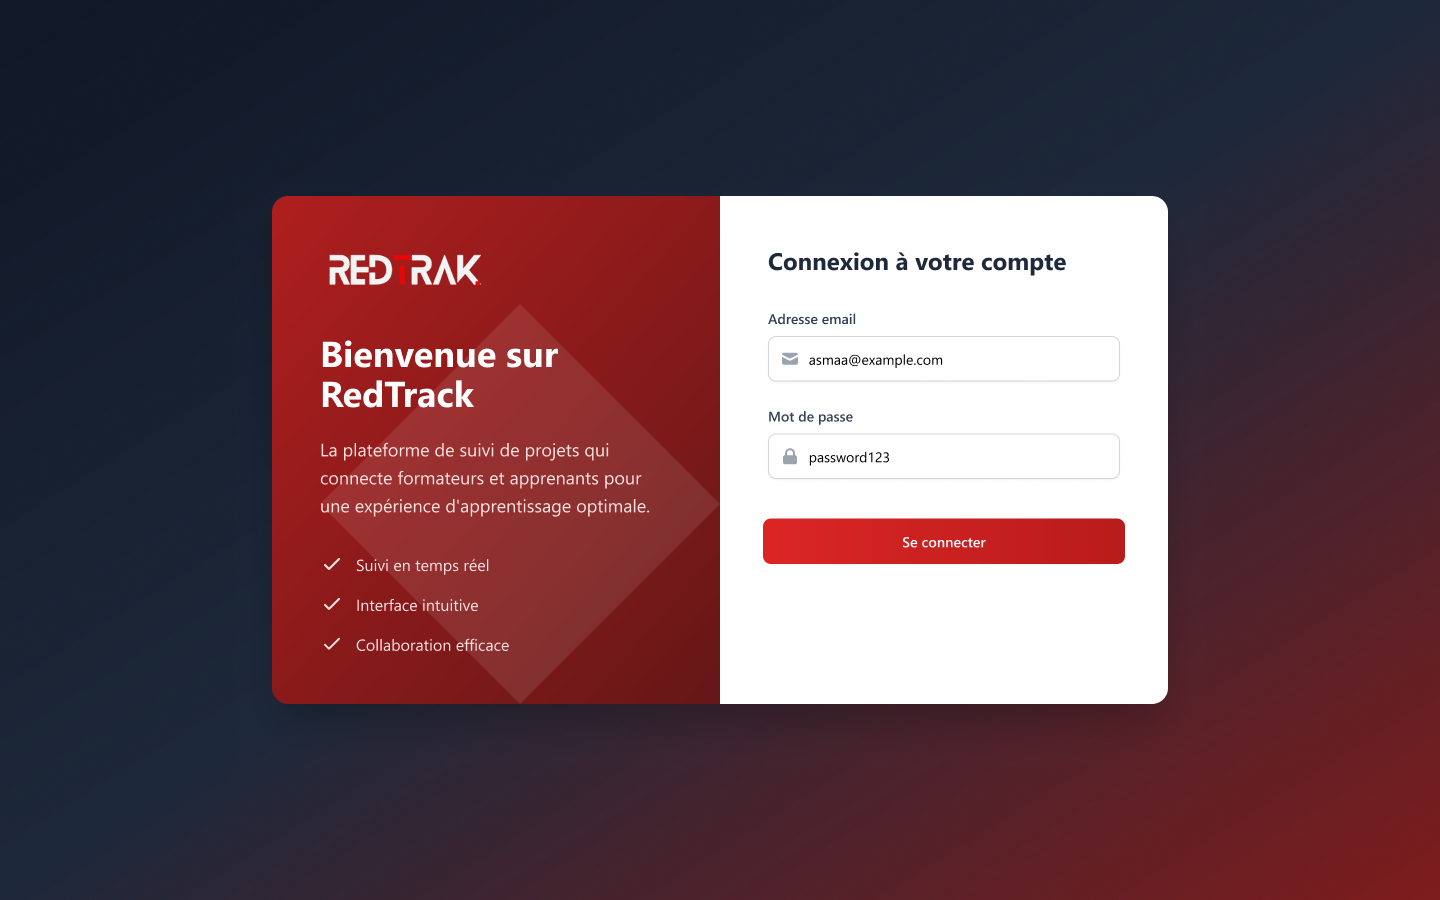 REDTRAK
Bienvenue sur
RedTrack
La plateforme de suivi de projets qui
connecte formateurs et apprenants pour
une expérience d'apprentissage optimale.
Suivi en temps réel
Interface intuitive
Collaboration efficace
Connexion à votre compte
Adresse email
asmaa@example.com
Mot de passe
password123
Se connecter